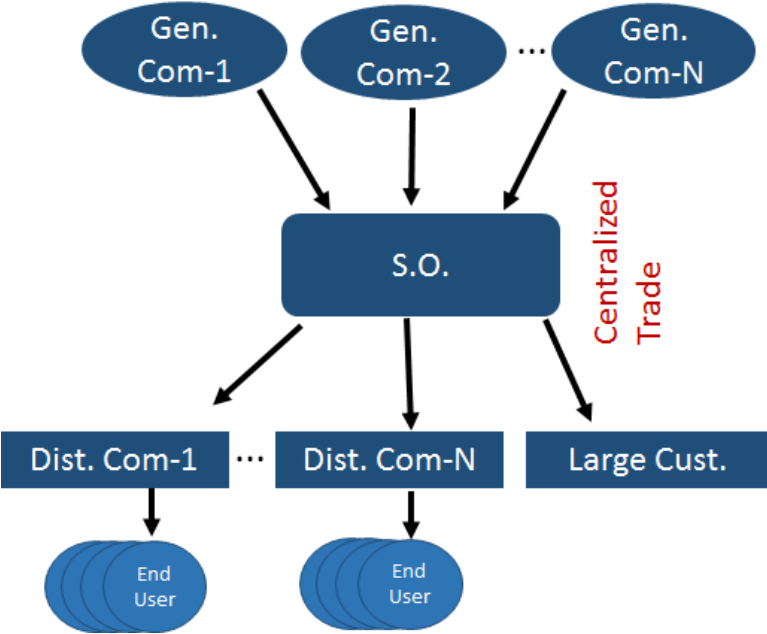 Gen.
Com-1
Gen.
Com-2
...
Gen.
Com-N
S.O.
Centralized
Trade
Dist. Com-1
...
Dist. Com-N
Large Cust.
End
User
End
User